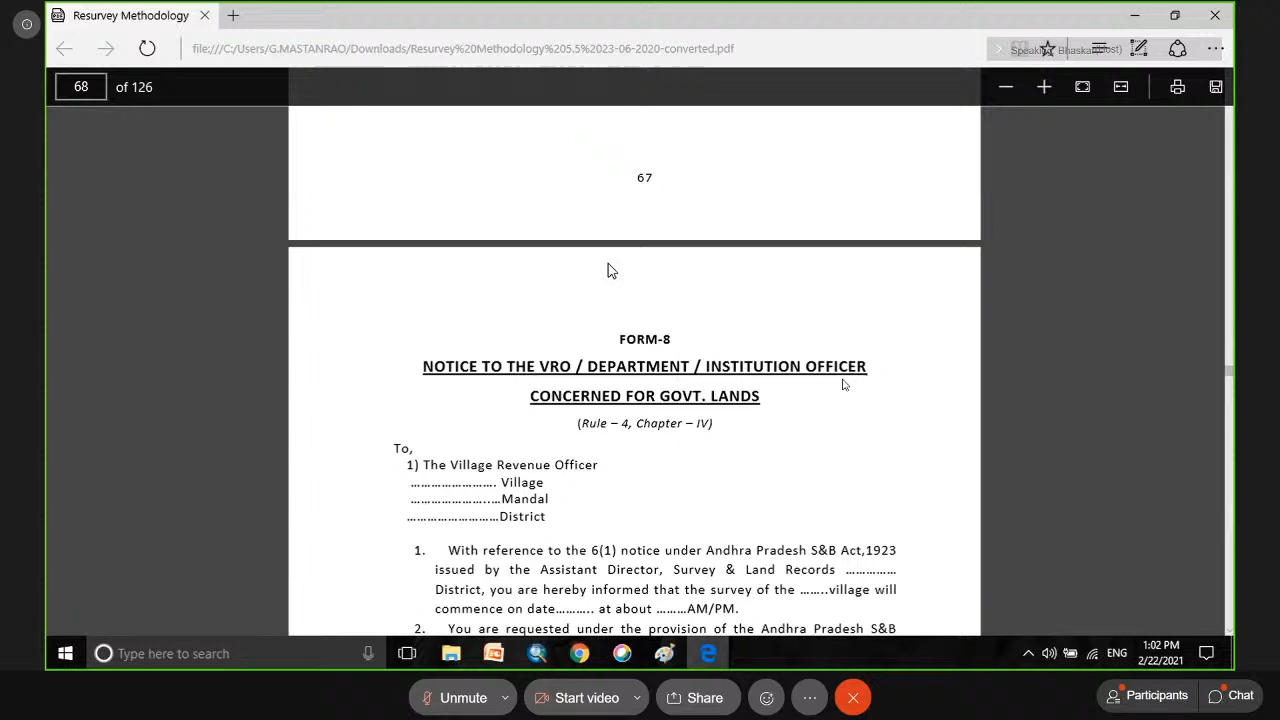 Resurvey Methodology
file:///C:/Users/G.MASTANRAO/Downloads/Resurvey%20Methodology%205.5%2023-06-2020-converted.pdf
68 of 126
67
FORM-8
NOTICE TO THE VRO / DEPARTMENT / INSTITUTION OFFICER
CONCERNED FOR GOVT. LANDS
(Rule – 4, Chapter – IV)
To,
1) The Village Revenue Officer
…………………. Village
…………………..…Mandal
………………………District
1. With reference to the 6(1) notice under Andhra Pradesh S&B Act,1923
issued by the Assistant Director, Survey & Land Records ……………
District, you are hereby informed that the survey of the ……..village will
commence on date……….. at about ………AM/PM.
2. You are requested under the provision of the Andhra Pradesh S&B
Type here to search
ENG
1:02 PM
2/22/2021
Unmute
Start video
Share
Participants
Chat